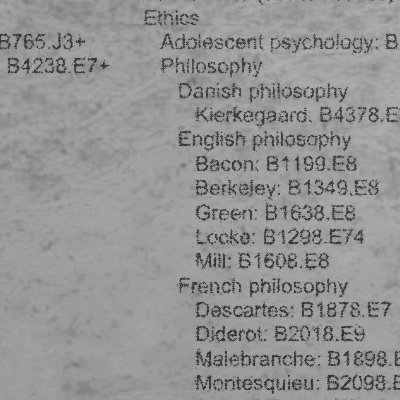 Ethics
B765.J3+
Adolescent psychology: B
B4238.E7+
Philosophy
Danish philosophy
Kierkegaard: B4378.E
English philosophy
Bacon: B1199.E8
Berkeley: B1349.E8
Green: B1638.E8
Locke: B1298.E74
Mill: B1608.E8
French philosophy
Descartes: B1878.E7
Diderot: B2018.E9
Malebranche: B1898.E
Montesquieu: B2098.E